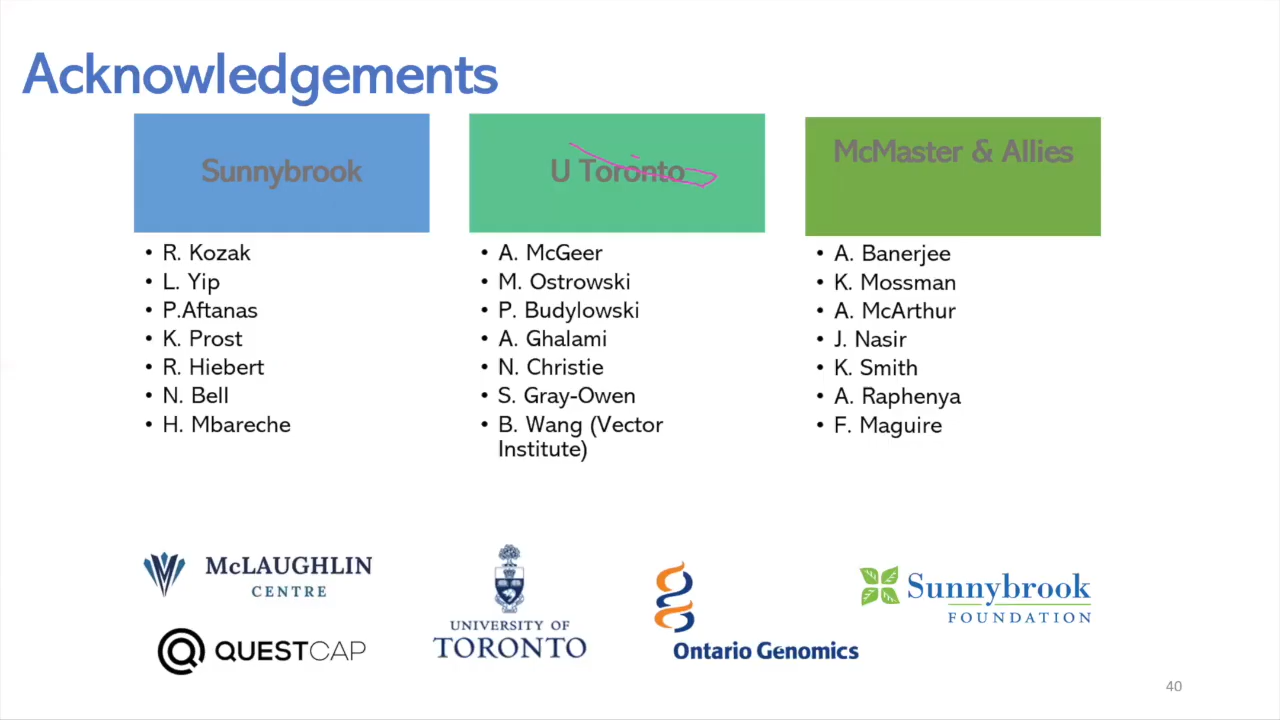 Acknowledgements
Sunnybrook
• R. Kozak
• L. Yip
• P.Aftanas
• K. Prost
• R. Hiebert
• N. Bell
• H. Mbareche
U Toronto
• A. McGeer
• M. Ostrowski
• P. Budylowski
• A. Ghalami
• N. Christie
• S. Gray-Owen
• B. Wang (Vector
Institute)
McMaster & Allies
• A. Banerjee
• K. Mossman
• A. McArthur
• J. Nasir
• K. Smith
• A. Raphenya
• F. Maguire
McLAUGHLIN
CENTRE
QUESTCAP
UNIVERSITY OF
TORONTO
Ontario Genomics
Sunnybrook
FOUNDATION
40